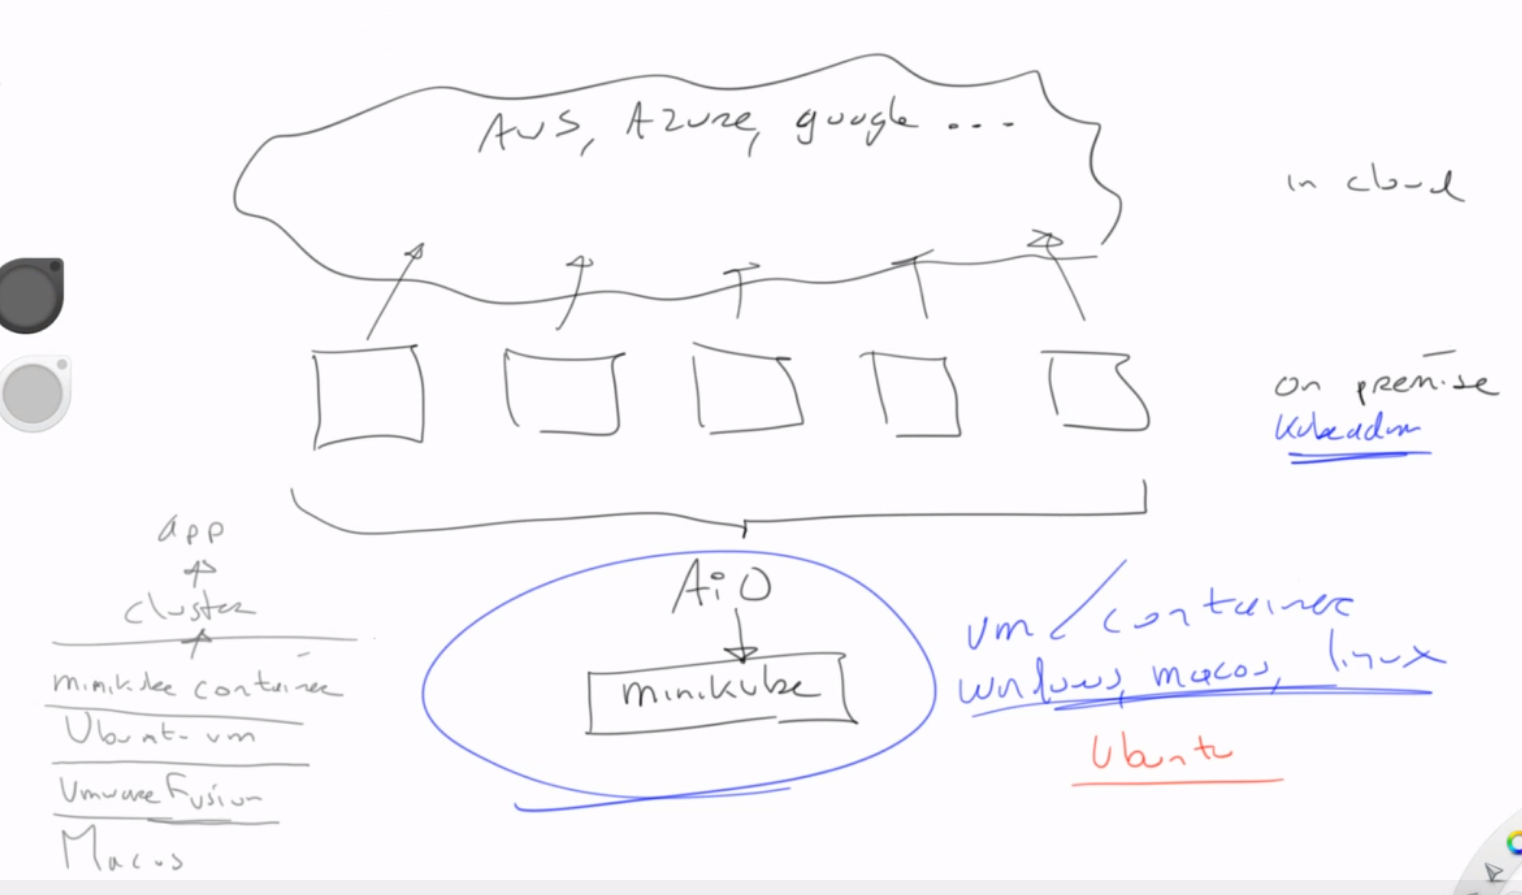 AWS, Azure, google ...
in cloud
on premise
Kubeadm
app
cluster
minikube container
Ubuntu vm
Vmware Fusion
Macos
AiO
minikube
vm container
windows, macos, linux
Ubuntu